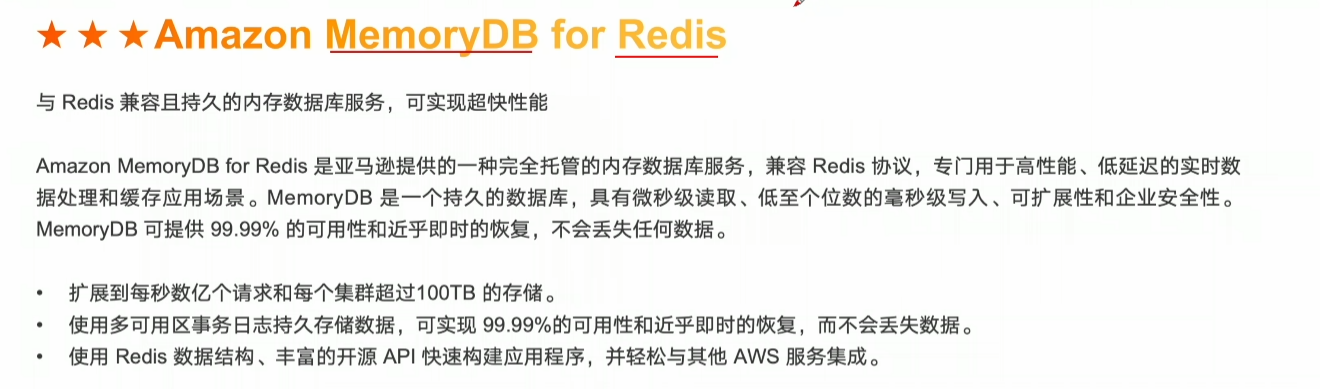 ★ ★ ★Amazon MemoryDB for Redis
与 Redis 兼容且持久的内存数据库服务，可实现超快性能
Amazon MemoryDB for Redis 是亚马逊提供的一种完全托管的内存数据库服务，兼容 Redis 协议，专门用于高性能、低延迟的实时数
据处理和缓存应用场景。MemoryDB 是一个持久的数据库，具有微秒级读取、低至个位数的毫秒级写入、可扩展性和企业安全性。
MemoryDB 可提供 99.99% 的可用性和近乎即时的恢复，不会丢失任何数据。
• 扩展到每秒数亿个请求和每个集群超过100TB 的存储。
• 使用多可用区事务日志持久存储数据，可实现 99.99%的可用性和近乎即时的恢复，而不会丢失数据。
• 使用 Redis 数据结构、丰富的开源 API 快速构建应用程序，并轻松与其他 AWS 服务集成。